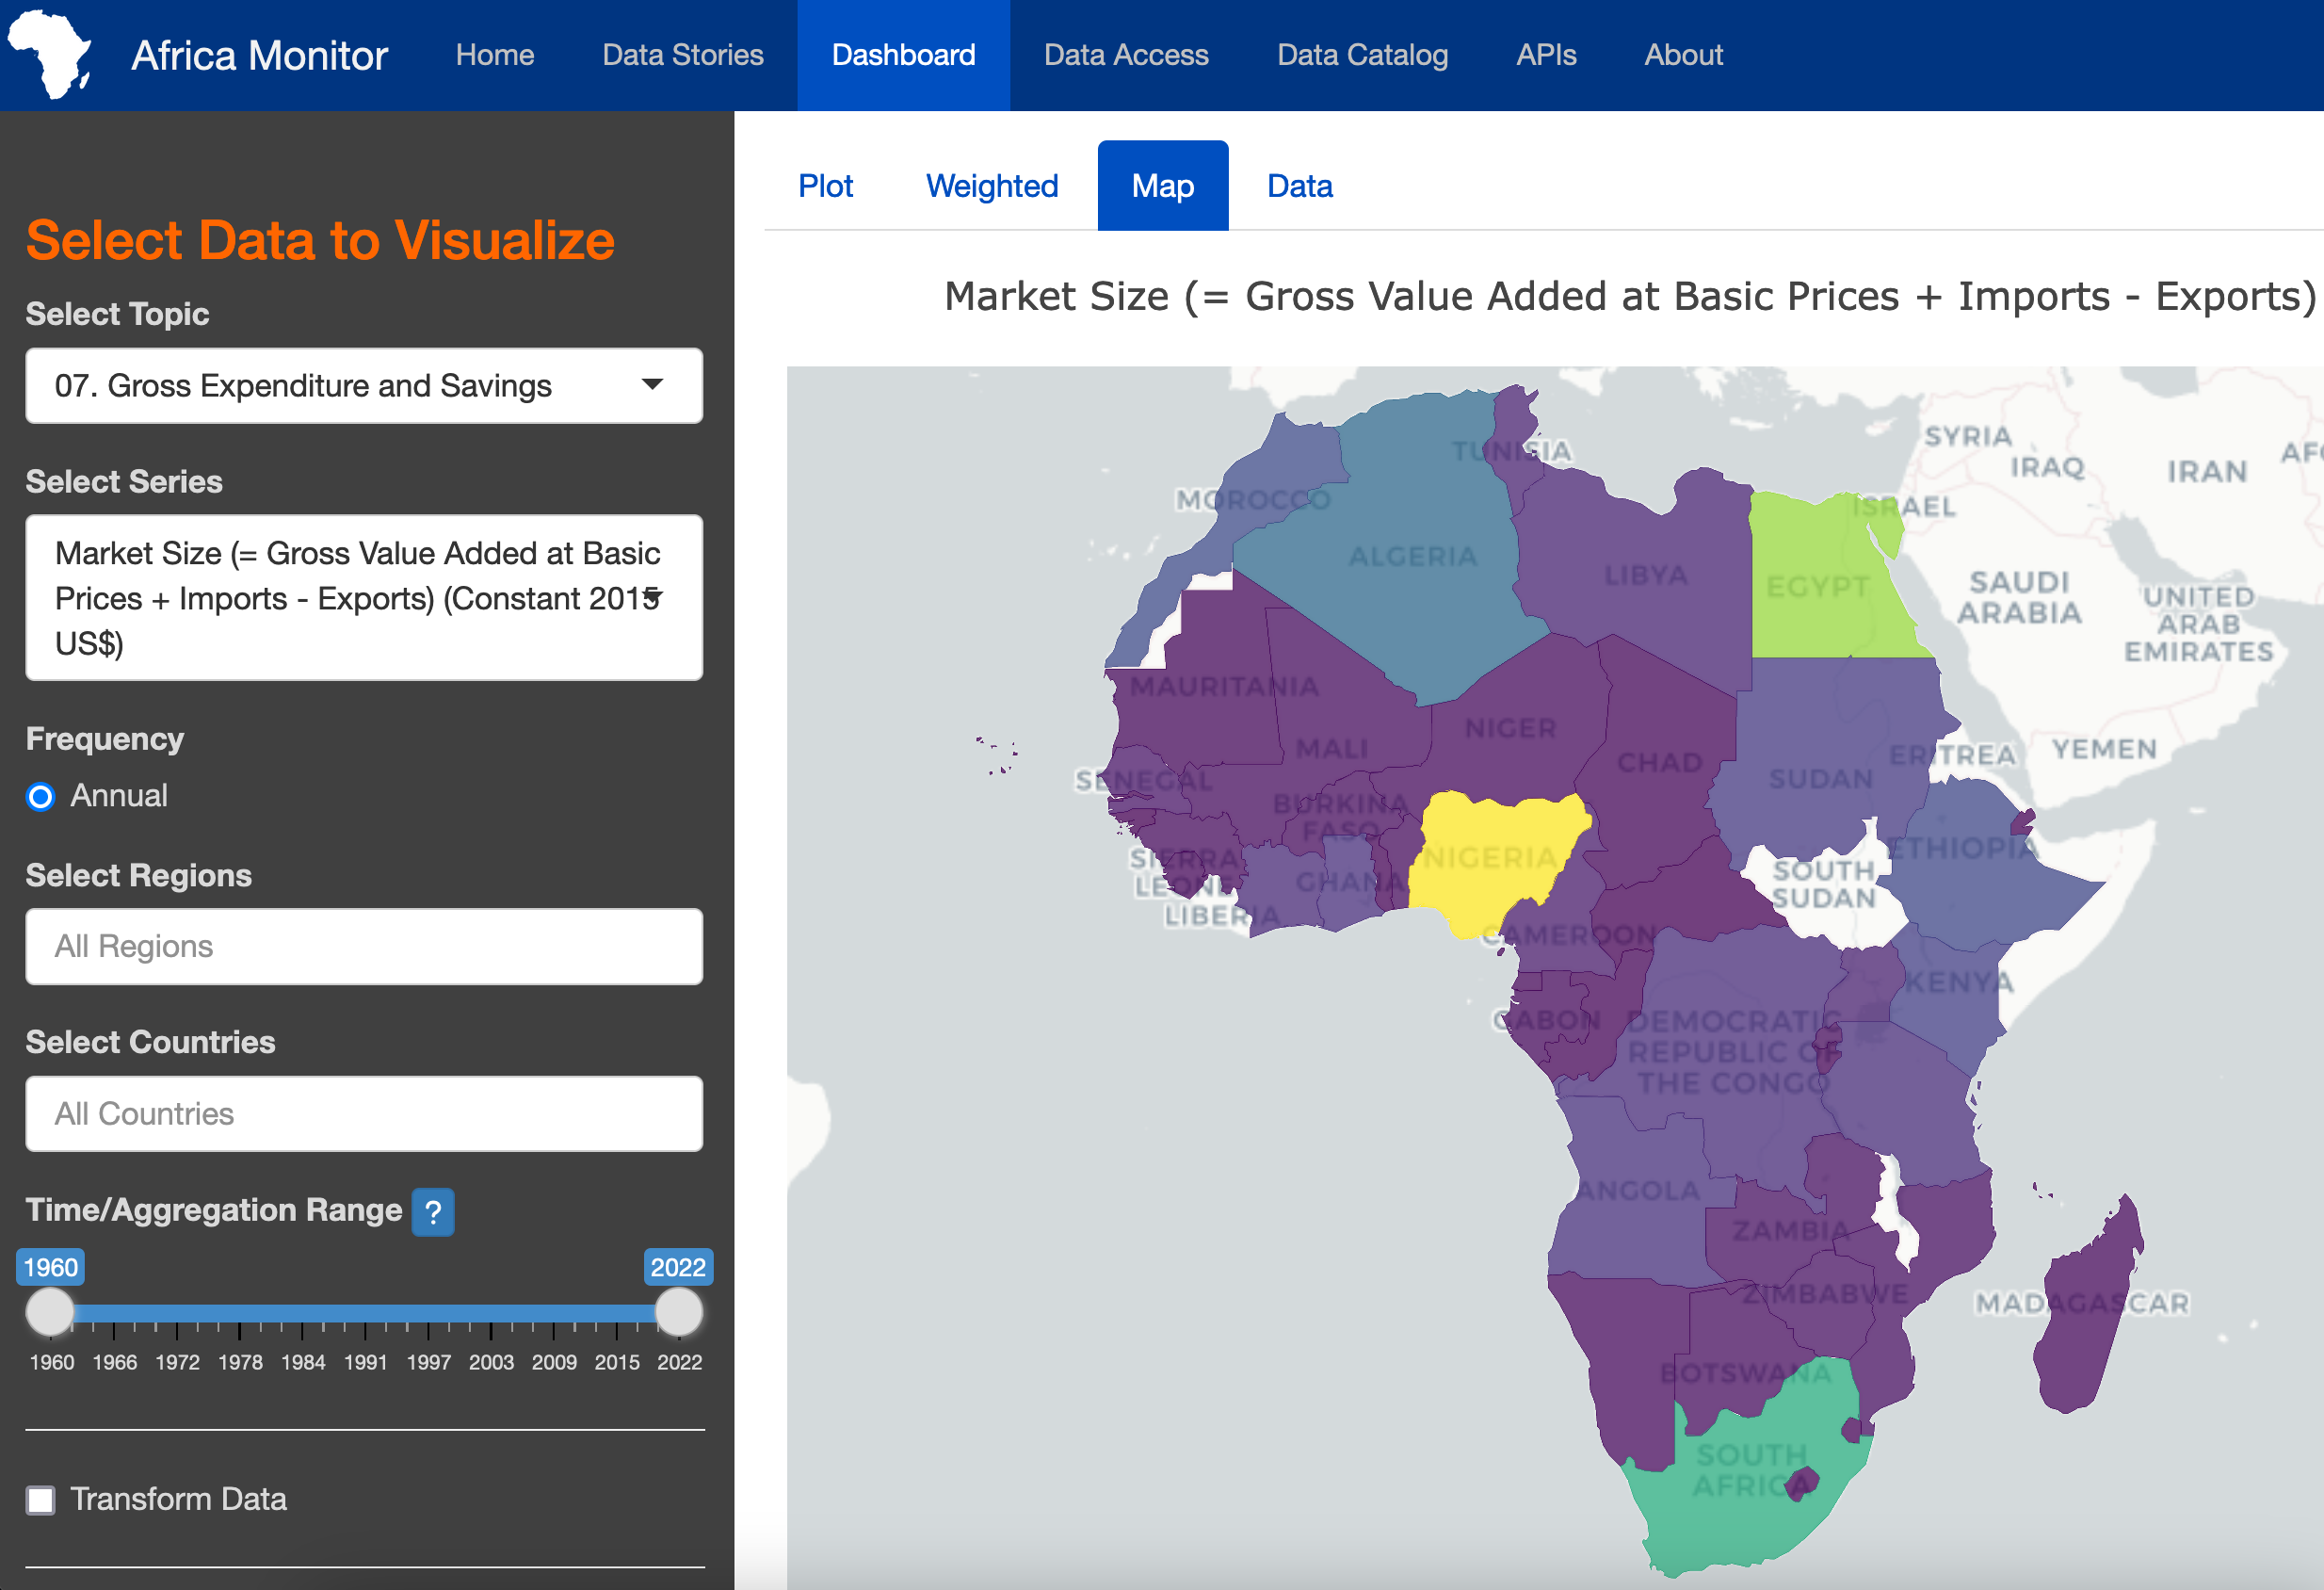 Africa Monitor
Home
Data Stories
Dashboard
Data Access
Data Catalog
APIs
About
Select Data to Visualize
Select Topic
07. Gross Expenditure and Savings
Select Series
Market Size (= Gross Value Added at Basic
Prices + Imports - Exports) (Constant 2015
US$)
Frequency
Annual
Select Regions
All Regions
Select Countries
All Countries
Time/Aggregation Range ?
1960
2022
1960 1966 1972 1978 1984 1991 1997 2003 2009 2015 2022
Transform Data
Plot
Weighted
Map
Data
Market Size (= Gross Value Added at Basic Prices + Imports - Exports)
SYRIA
TUNISIA
IRAQ
IRAN
MOROCCO
ISRAEL
ALGERIA
LIBYA
EGYPT
SAUDI
ARABIA
UNITED
ARAB
EMIRATES
MAURITANIA
NIGER
MALI
CHAD
ERITREA
YEMEN
SENEGAL
SUDAN
BURKINA
FASO
SIERRA
LEONE
NIGERIA
ETHIOPIA
GHANA
SOUTH
SUDAN
LIBERIA
CAMEROON
KENYA
GABON
DEMOCRATIC
REPUBLIC OF
THE CONGO
ANGOLA
ZAMBIA
ZIMBABWE
MADAGASCAR
BOTSWANA
SOUTH
AFRICA